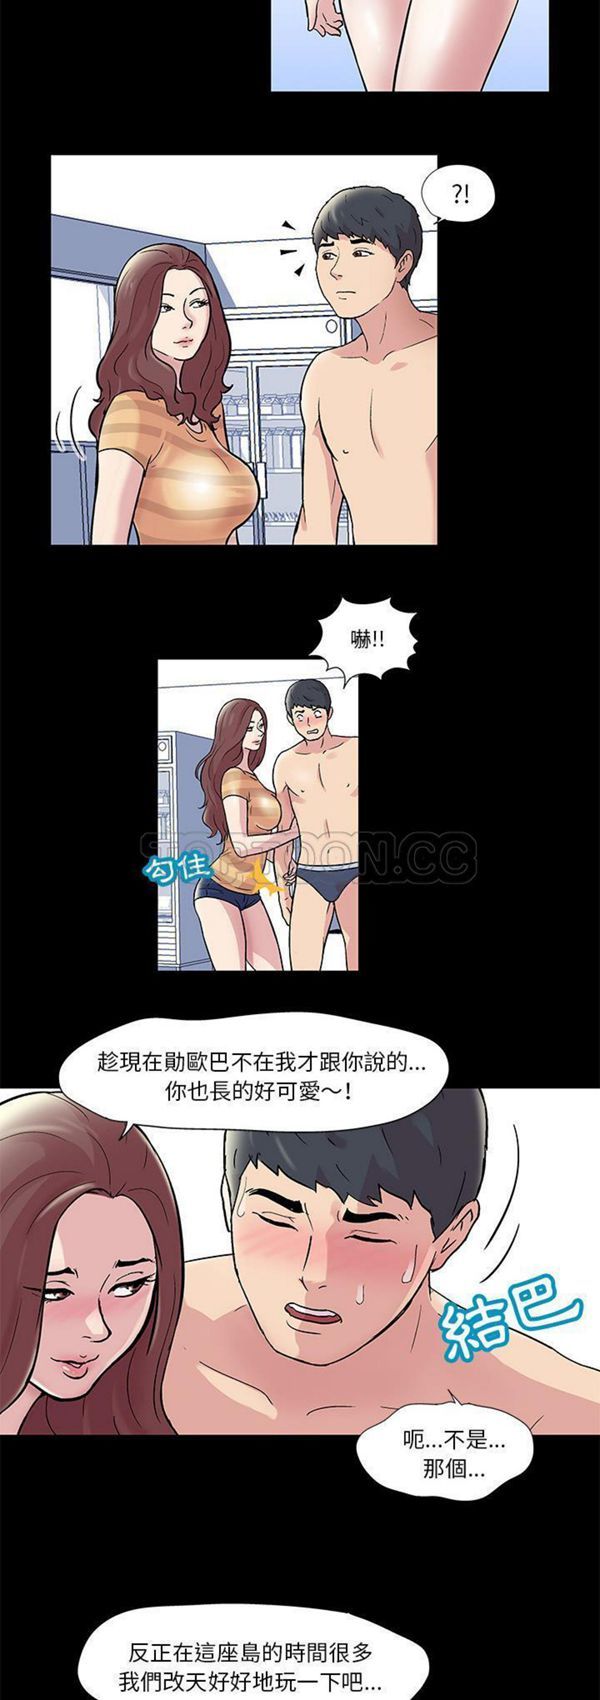 ?!
嚇!!
TOPTOON.CC
勾住
趁現在勛歐巴不在我才跟你說的...
你也長的好可愛～!
結巴
呃...不是...
那個...
反正在這座島的時間很多
我們改天好好地玩一下吧...